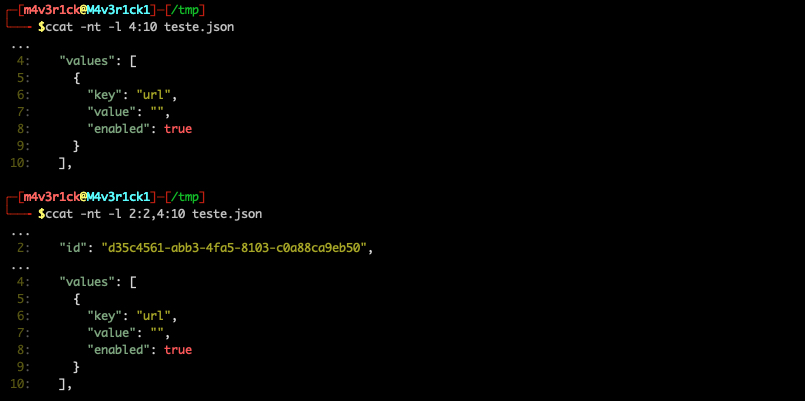 ┌─[m4v3r1ck@M4v3r1ck1]─[/tmp]
└──╼ $ccat -nt -l 4:10 teste.json
...
  4:    "values": [
  5:      {
  6:        "key": "url",
  7:        "value": "",
  8:        "enabled": true
  9:      }
 10:    ],

┌─[m4v3r1ck@M4v3r1ck1]─[/tmp]
└──╼ $ccat -nt -l 2:2,4:10 teste.json
...
  2:    "id": "d35c4561-abb3-4fa5-8103-c0a88ca9eb50",
...
  4:    "values": [
  5:      {
  6:        "key": "url",
  7:        "value": "",
  8:        "enabled": true
  9:      }
 10:    ],